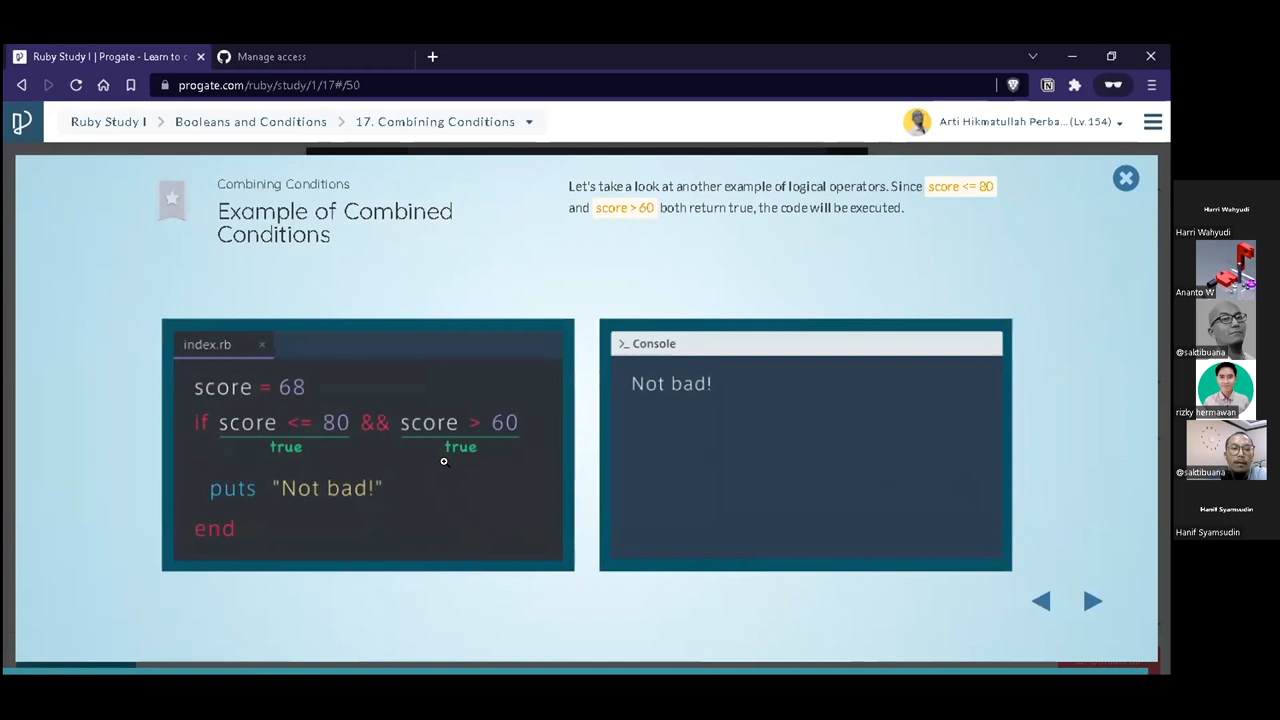 Ruby Study I | Progate - Learn to c
Manage access
progate.com/ruby/study/1/17#/50
Ruby Study I > Booleans and Conditions > 17. Combining Conditions
Arti Hikmatullah Perba...(Lv.154)
Combining Conditions
Example of Combined
Conditions
Let's take a look at another example of logical operators. Since score <= 80
and score > 60 both return true, the code will be executed.
index.rb
score = 68
if score <= 80 && score > 60
true true
puts "Not bad!"
end
>_ Console
Not bad!
Harri Wahyudi
Harri Wahyudi
Ananto W
@saktibuana
rizky hermawan
@saktibuana
Hanif Syamsudin
Hanif Syamsudin